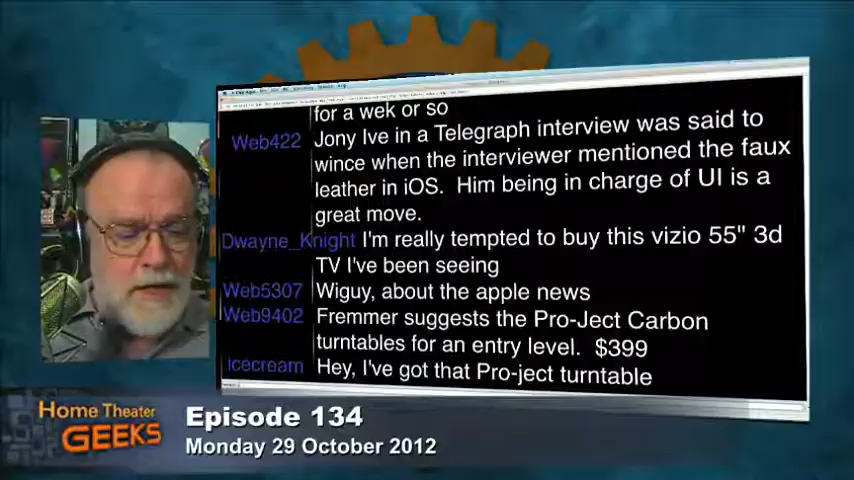 for a wek or so
Web422 Jony Ive in a Telegraph interview was said to
wince when the interviewer mentioned the faux
leather in iOS. Him being in charge of UI is a
great move.
Dwayne_Knight I'm really tempted to buy this vizio 55" 3d
TV I've been seeing
Web5307 Wiguy, about the apple news
Web9402 Fremmer suggests the Pro-Ject Carbon
turntables for an entry level. $399
Icecream Hey, I've got that Pro-ject turntable
Home Theater
GEEKS
Episode 134
Monday 29 October 2012